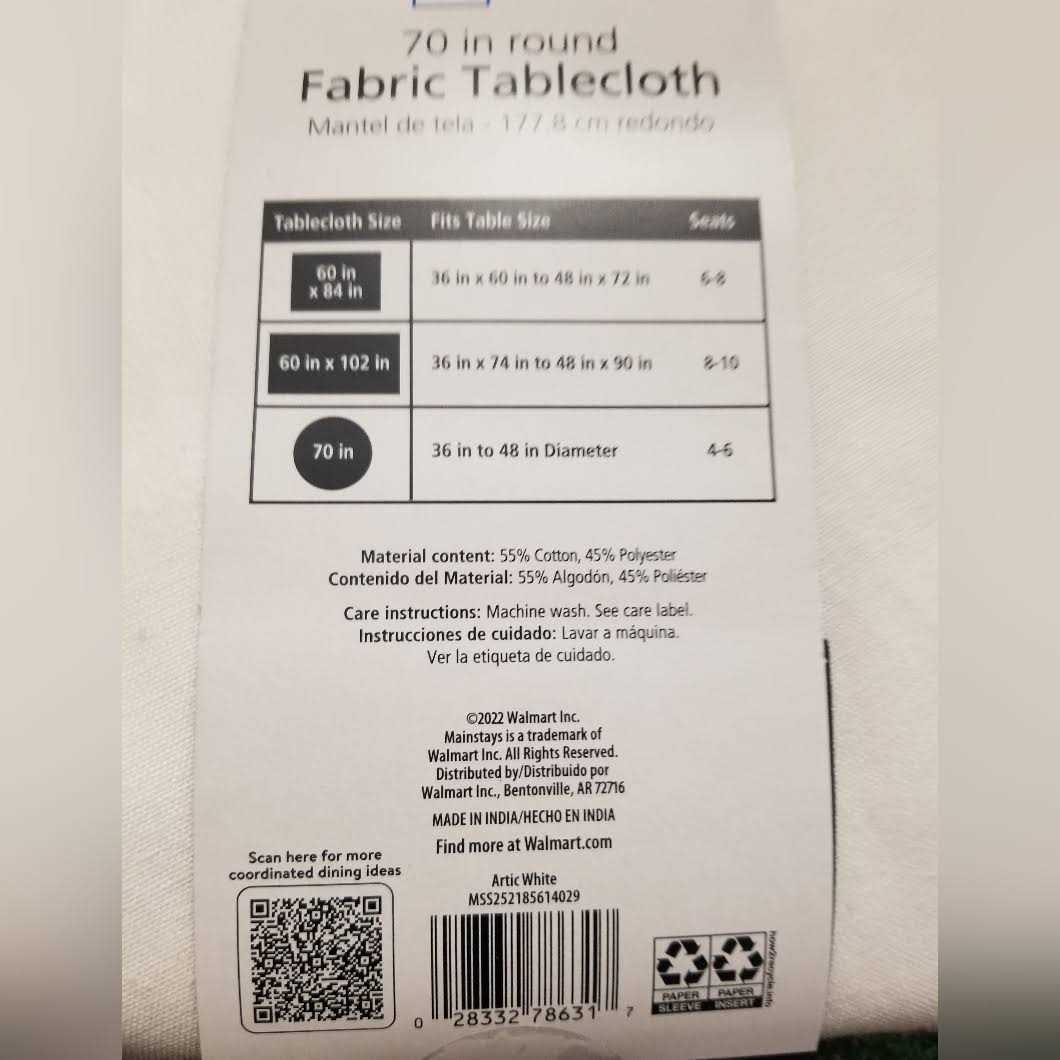 70 in round
Fabric Tablecloth
Mantel de tela - 177.8 cm redondo
Tablecloth Size Fits Table Size Seats
60 in
x 84 in
36 in x 60 in to 48 in x 72 in 6-8
60 in x 102 in 36 in x 74 in to 48 in x 90 in 8-10
70 in 36 in to 48 in Diameter 4-6
Material content: 55% Cotton, 45% Polyester
Contenido del Material: 55% Algodón, 45% Poliéster
Care instructions: Machine wash. See care label.
Instrucciones de cuidado: Lavar a máquina.
Ver la etiqueta de cuidado.
©2022 Walmart Inc.
Mainstays is a trademark of
Walmart Inc. All Rights Reserved.
Distributed by/Distribuido por
Walmart Inc., Bentonville, AR 72716
MADE IN INDIA/HECHO EN INDIA
Find more at Walmart.com
Scan here for more
coordinated dining ideas
Artic White
MSS252185614029
0 28332 78631 7
PAPER
SLEEVE
PAPER
INSERT
how2recycle.info